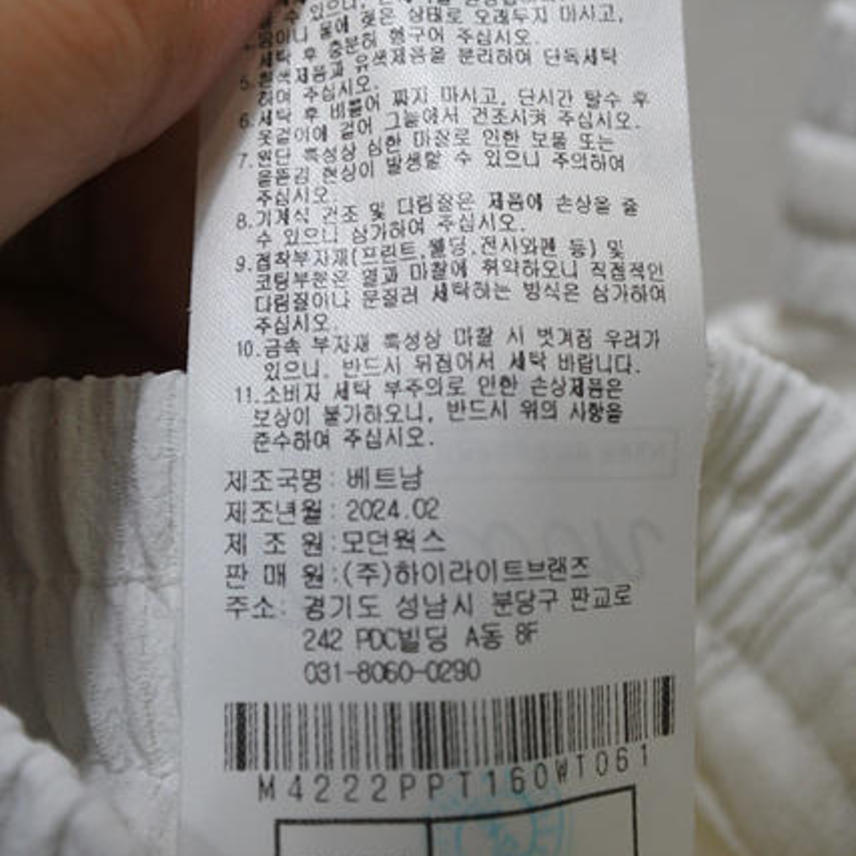 할 수 있으니,
땀이나 물에 젖은 상태로 오래두지 마시고,
세탁 후 충분히 헹구어 주십시오.
5.흰색제품과 유색제품을 분리하여 단독세탁
하여 주십시오.
6.세탁 후 비틀어 짜지 마시고, 단시간 탈수 후
옷걸이에 걸어 그늘에서 건조시켜 주십시오.
7.원단 특성상 심한 마찰로 인한 보풀 또는
올뜯김 현상이 발생할 수 있으니 주의하여
주십시오.
8.기계식 건조 및 다림질은 제품에 손상을 줄
수 있으니 삼가하여 주십시오.
9.접착부자재(프린트,웰딩,전사와펜 등) 및
코팅부분은 열과 마찰에 취약하오니 직접적인
다림질이나 문질러 세탁하는 방식은 삼가하여
주십시오.
10.금속 부자재 특성상 마찰 시 벗겨짐 우려가
있으니, 반드시 뒤집어서 세탁 바랍니다.
11.소비자 세탁 부주의로 인한 손상제품은
보상이 불가하오니, 반드시 위의 사항을
준수하여 주십시오.
제조국명: 베트남
제조년월: 2024.02
제 조 원:모던웍스
판 매 원:(주)하이라이트브랜즈
주소: 경기도 성남시 분당구 판교로
242 PDC빌딩 A동 8F
031-8060-0290
M4222PPT160WT061